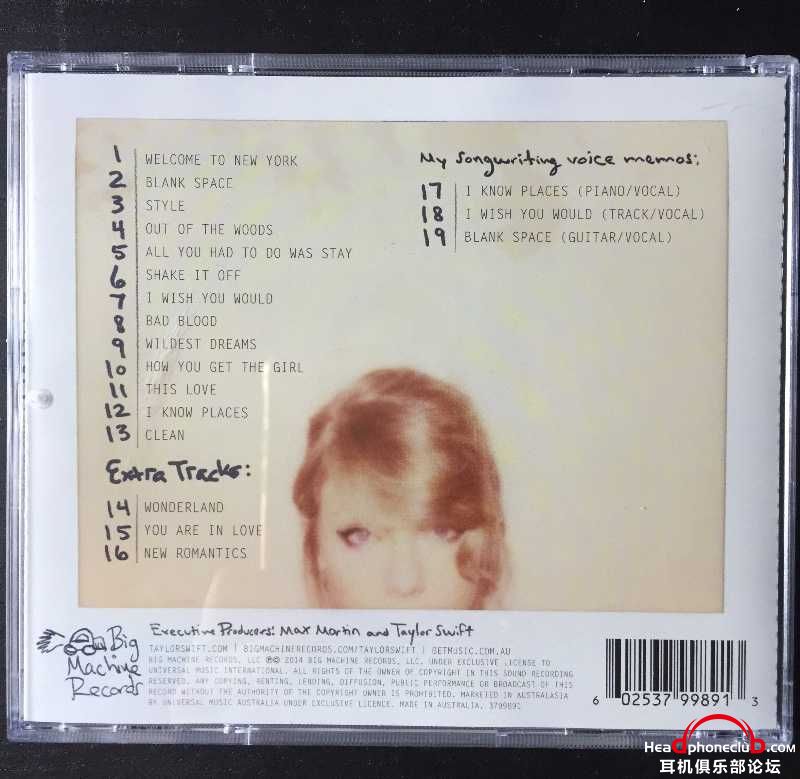 1 WELCOME TO NEW YORK
2 BLANK SPACE
3 STYLE
4 OUT OF THE WOODS
5 ALL YOU HAD TO DO WAS STAY
6 SHAKE IT OFF
7 I WISH YOU WOULD
8 BAD BLOOD
9 WILDEST DREAMS
10 HOW YOU GET THE GIRL
11 THIS LOVE
12 I KNOW PLACES
13 CLEAN
Extra Tracks:
14 WONDERLAND
15 YOU ARE IN LOVE
16 NEW ROMANTICS
My songwriting voice memos:
17 I KNOW PLACES (PIANO/VOCAL)
18 I WISH YOU WOULD (TRACK/VOCAL)
19 BLANK SPACE (GUITAR/VOCAL)
Big
Machine
Records
Executive Producers: Max Martin and Taylor Swift
TAYLORSWIFT.COM | BIGMACHINERECORDS.COM/TAYLORSWIFT | GETMUSIC.COM.AU
BIG MACHINE RECORDS, LLC ℗© 2014 BIG MACHINE RECORDS, LLC. UNDER EXCLUSIVE LICENSE TO
UNIVERSAL MUSIC INTERNATIONAL. ALL RIGHTS OF THE OWNER OF COPYRIGHT IN THIS SOUND RECORDING
RESERVED. ANY COPYING, RENTING, LENDING, DIFFUSION, PUBLIC PERFORMANCE OR BROADCAST OF THIS
RECORD WITHOUT THE AUTHORITY OF THE COPYRIGHT OWNER IS PROHIBITED. MARKETED IN AUSTRALASIA
BY UNIVERSAL MUSIC AUSTRALIA UNDER EXCLUSIVE LICENCE. MADE IN AUSTRALIA. 3799891
6 02537 99891 3
Headphoneclub.com
耳机俱乐部论坛